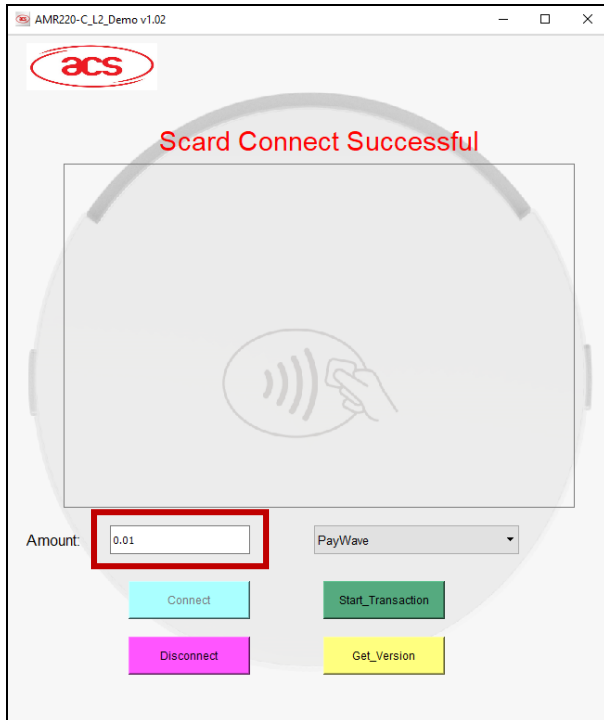 AMR220-C_L2_Demo v1.02
acs
Scard Connect Successful
Amount: 0.01 PayWave
Connect Start_Transaction
Disconnect Get_Version